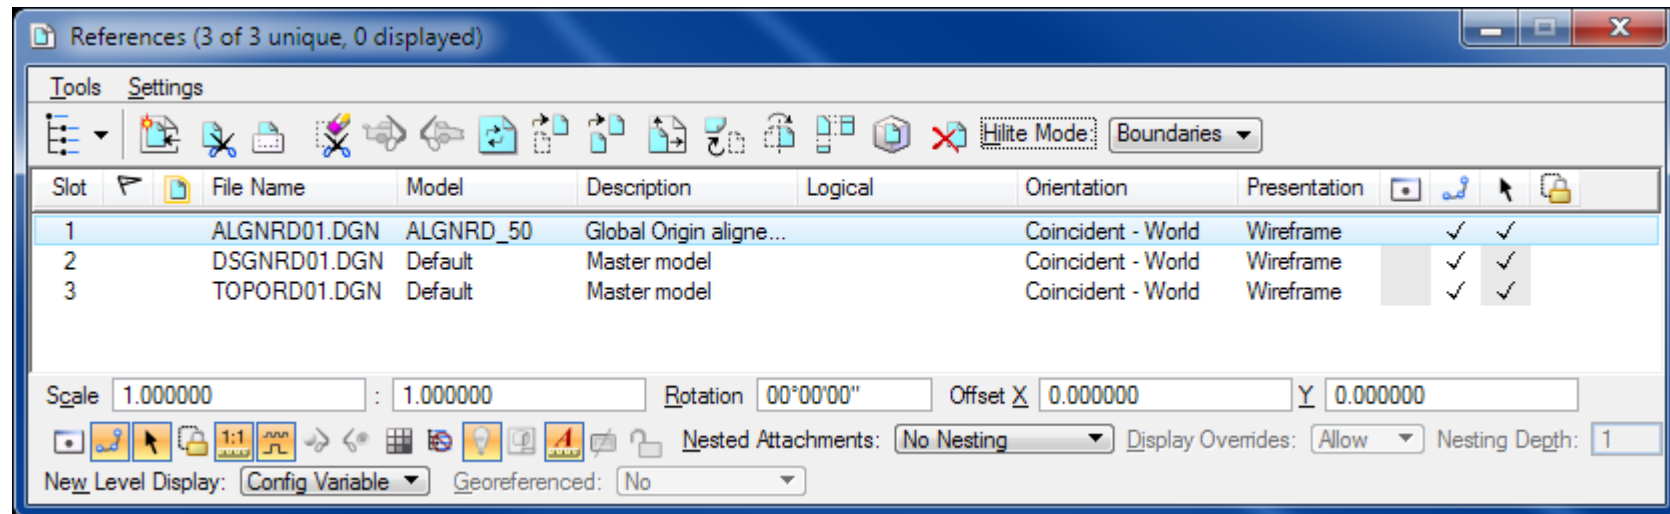 References (3 of 3 unique, 0 displayed)
Tools Settings
Hilite Mode: Boundaries
Slot File Name Model Description Logical Orientation Presentation
1 ALGNRD01.DGN ALGNRD_50 Global Origin aligne... Coincident - World Wireframe
2 DSGNRD01.DGN Default Master model Coincident - World Wireframe
3 TOPORD01.DGN Default Master model Coincident - World Wireframe
Scale 1.000000 : 1.000000 Rotation 00°00'00" Offset X 0.000000 Y 0.000000
1:1 A Nested Attachments: No Nesting Display Overrides: Allow Nesting Depth: 1
New Level Display: Config Variable Georeferenced: No